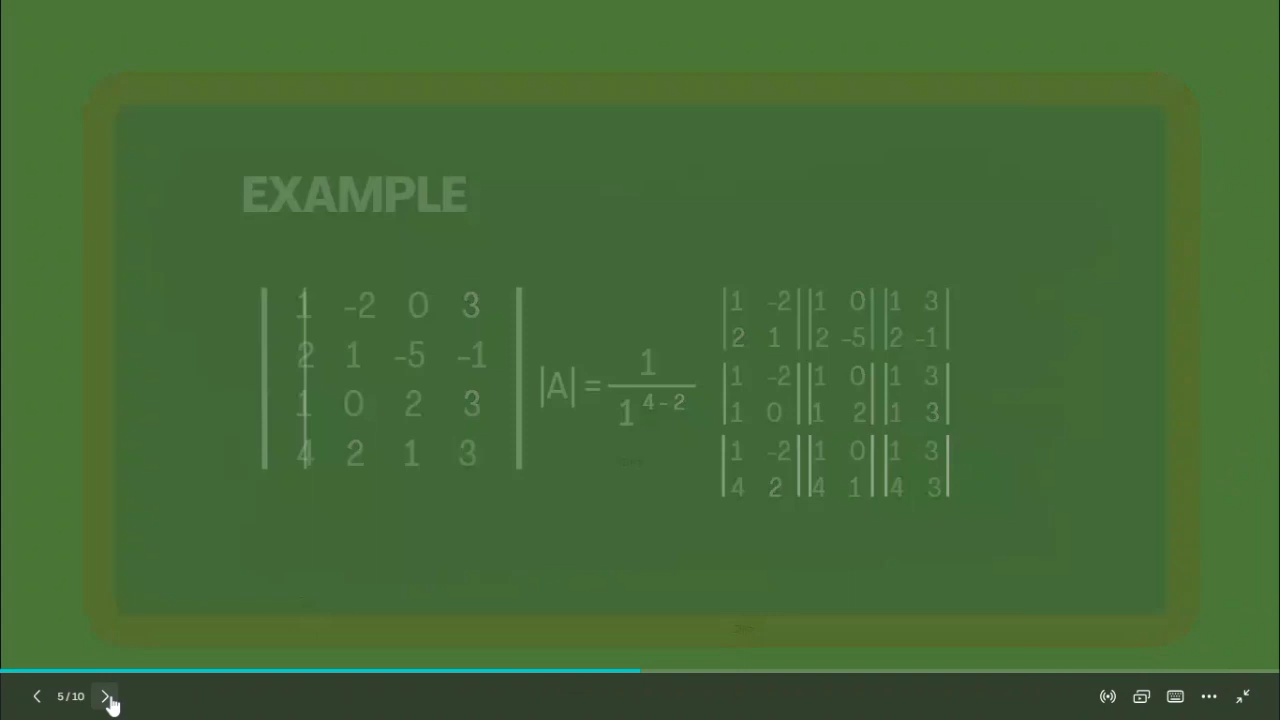 EXAMPLE
1 -2 0 3
2 1 -5 -1
1 0 2 3
4 2 1 3
|A| = 1 / 1^4-2
|1 -2| |1 0| |1 3|
|2 1| |2 -5| |2 -1|
|1 -2| |1 0| |1 3|
|1 0| |1 2| |1 3|
|1 -2| |1 0| |1 3|
|4 2| |4 1| |4 3|
5 / 10